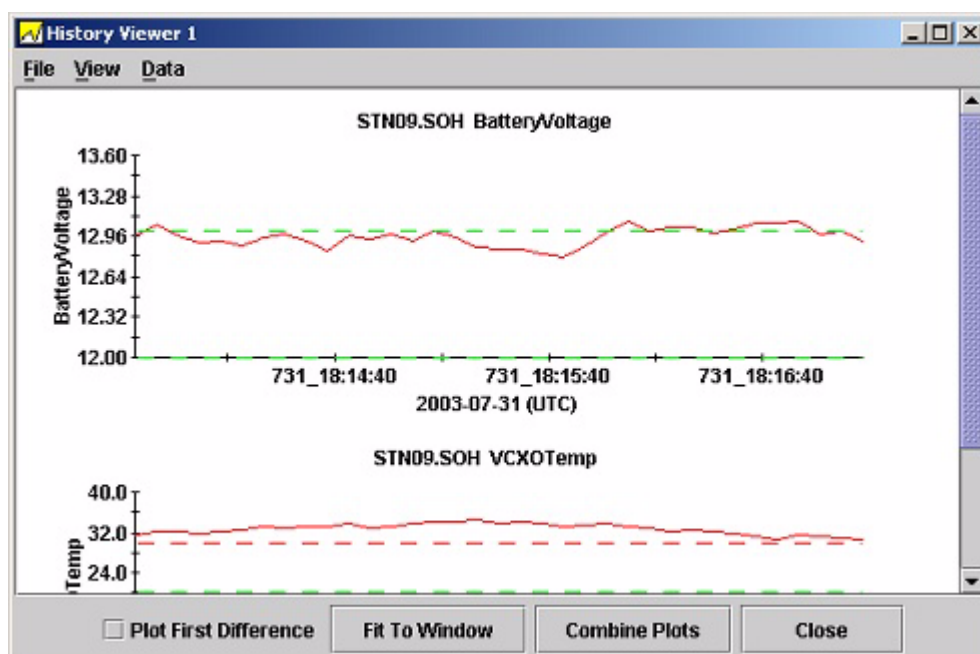 History Viewer 1
File View Data
STN09.SOH BatteryVoltage
13.60
13.28
12.96
12.64
12.32
12.00
BatteryVoltage
731_18:14:40 731_18:15:40 731_18:16:40
2003-07-31 (UTC)
STN09.SOH VCXOTemp
40.0
32.0
24.0
Plot First Difference Fit To Window Combine Plots Close